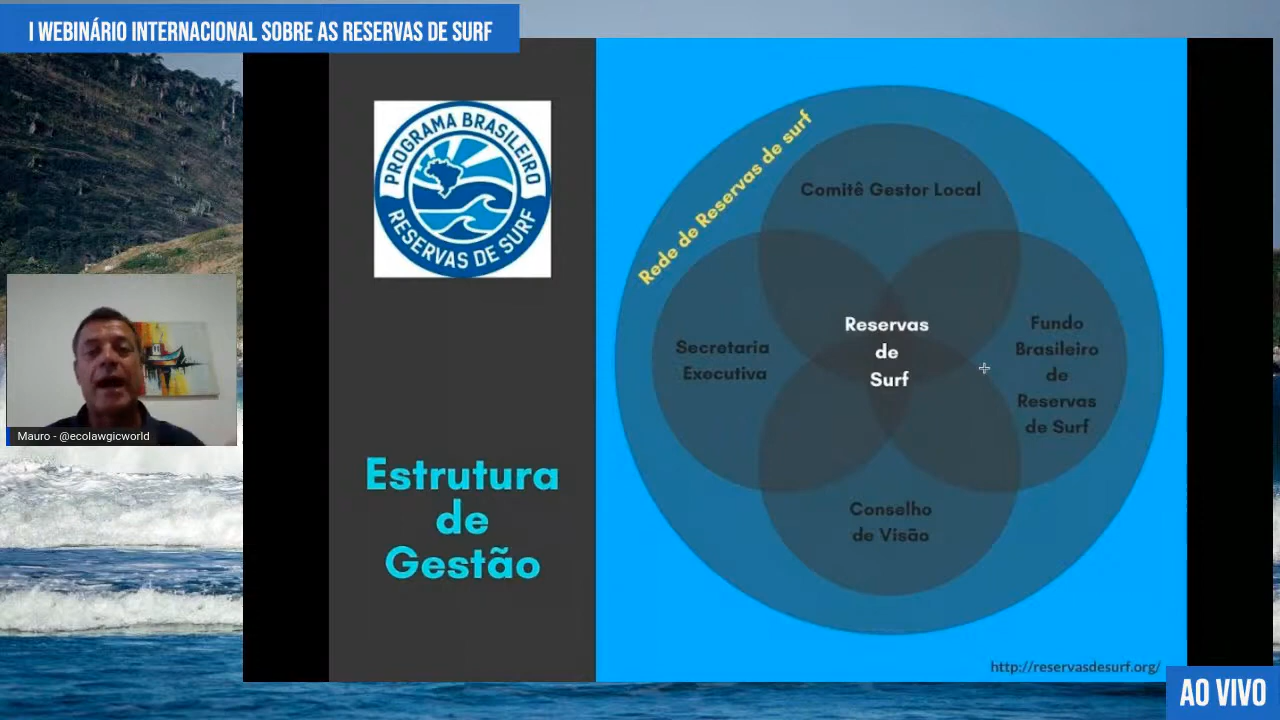 I WEBINÁRIO INTERNACIONAL SOBRE AS RESERVAS DE SURF
PROGRAMA BRASILEIRO
RESERVAS DE SURF
Estrutura
de
Gestão
Rede de Reservas de surf
Comitê Gestor Local
Secretaria
Executiva
Reservas
de
Surf
Fundo
Brasileiro
de
Reservas
de Surf
Conselho
de Visão
http://reservasdesurf.org/
Mauro - @ecolawgicworld
AO VIVO